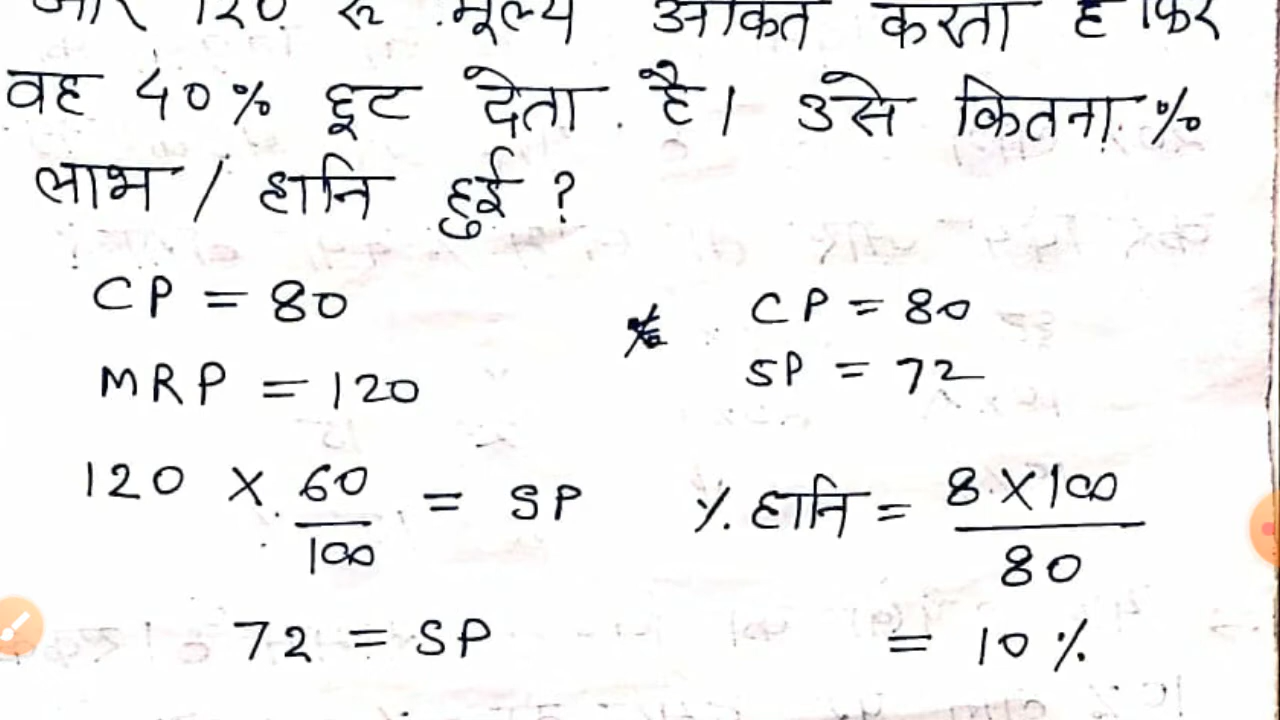 और 120 रू मूल्य अंकित करता है फिर
वह 40% छूट देता है। उसे कितना %
लाभ / हानि हुई ?
CP = 80
MRP = 120
120 × 60/100 = SP
72 = SP
CP = 80
SP = 72
% हानि = 8×100/80
= 10%